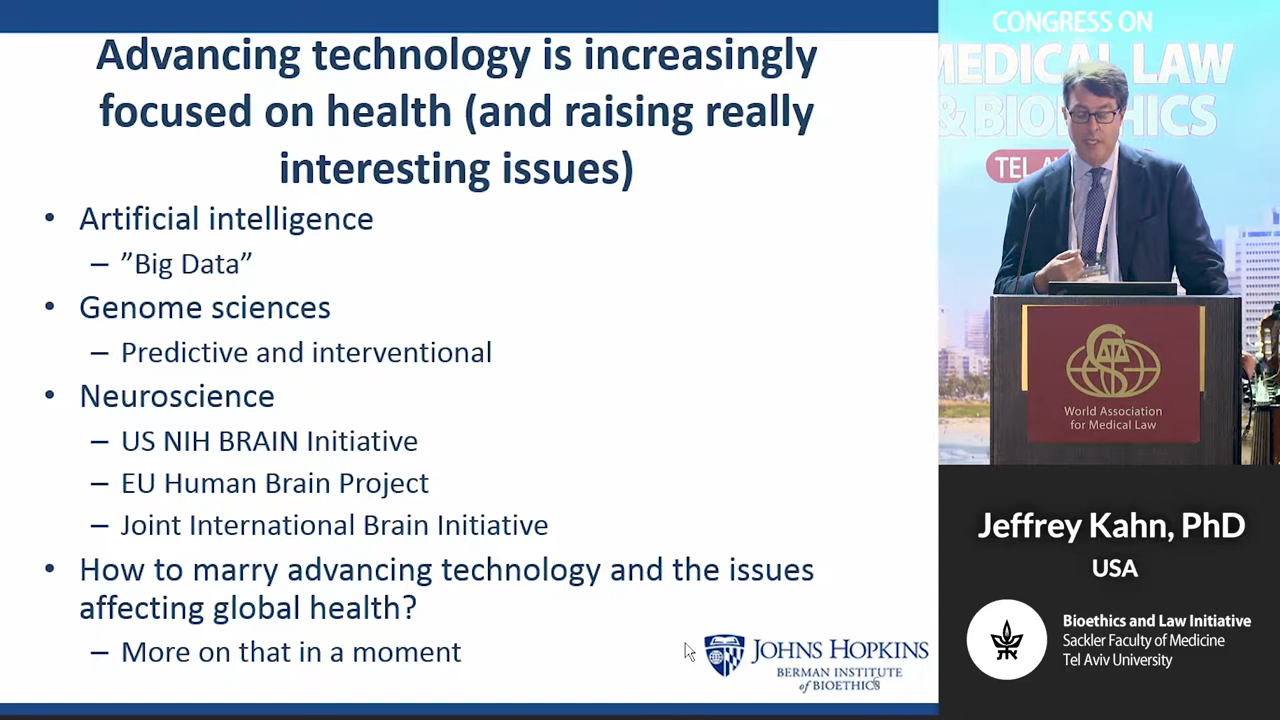 Advancing technology is increasingly
focused on health (and raising really
interesting issues)
• Artificial intelligence
– ”Big Data”
• Genome sciences
– Predictive and interventional
• Neuroscience
– US NIH BRAIN Initiative
– EU Human Brain Project
– Joint International Brain Initiative
• How to marry advancing technology and the issues
affecting global health?
– More on that in a moment
JOHNS HOPKINS
BERMAN INSTITUTE
of BIOETHICS
CONGRESS ON
MEDICAL LAW
& BIOETHICS
TEL
World Association
for Medical Law
Jeffrey Kahn, PhD
USA
Bioethics and Law Initiative
Sackler Faculty of Medicine
Tel Aviv University